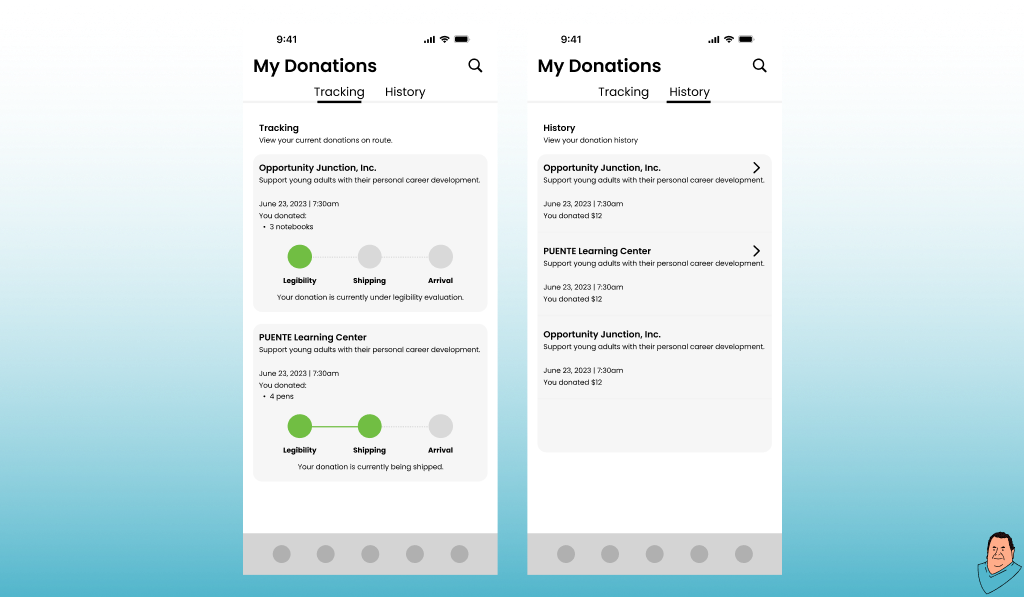 9:41
My Donations
Tracking History
Tracking
View your current donations on route.
Opportunity Junction, Inc.
Support young adults with their personal career development.
June 23, 2023 | 7:30am
You donated:
• 3 notebooks
Legibility Shipping Arrival
Your donation is currently under legibility evaluation.
PUENTE Learning Center
Support young adults with their personal career development.
June 23, 2023 | 7:30am
You donated:
• 4 pens
Legibility Shipping Arrival
Your donation is currently being shipped.
9:41
My Donations
Tracking History
History
View your donation history
Opportunity Junction, Inc.
Support young adults with their personal career development.
June 23, 2023 | 7:30am
You donated $12
PUENTE Learning Center
Support young adults with their personal career development.
June 23, 2023 | 7:30am
You donated $12
Opportunity Junction, Inc.
Support young adults with their personal career development.
June 23, 2023 | 7:30am
You donated $12